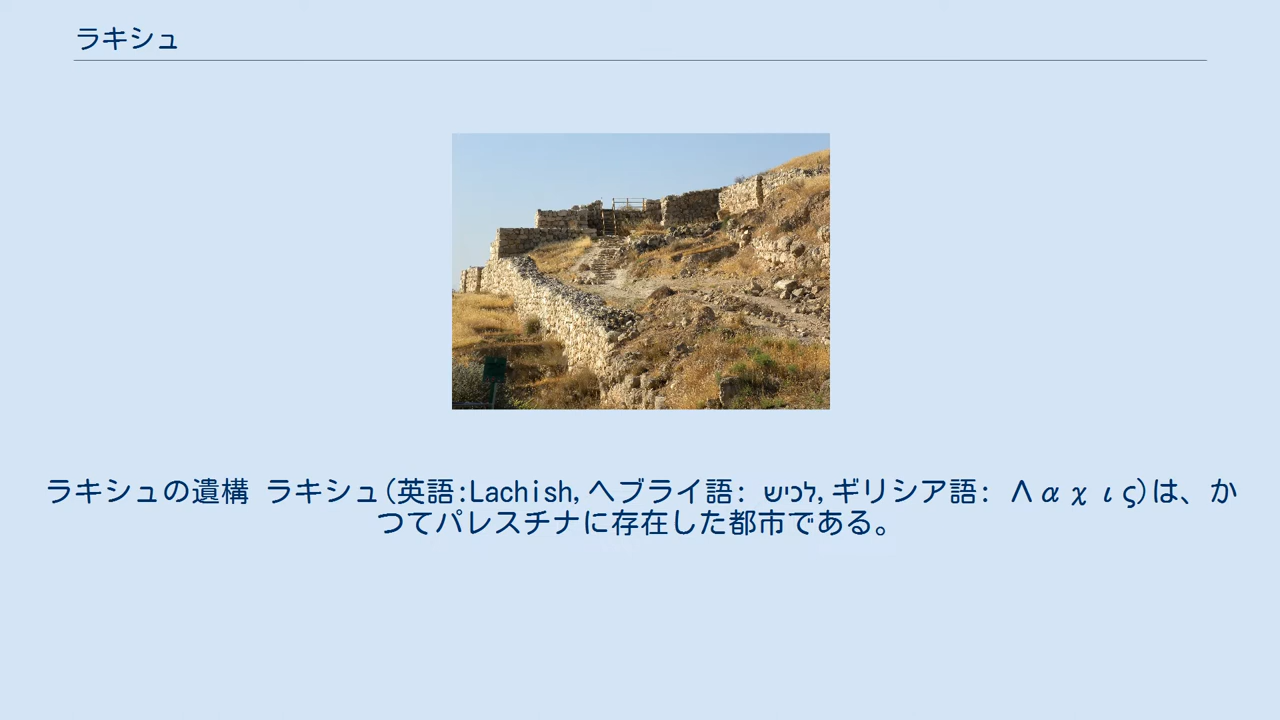 ラキシュ
ラキシュの遺構 ラキシュ(英語:Lachish,ヘブライ語: לכיש,ギリシア語: Λαχις)は、か
つてパレスチナに存在した都市である。